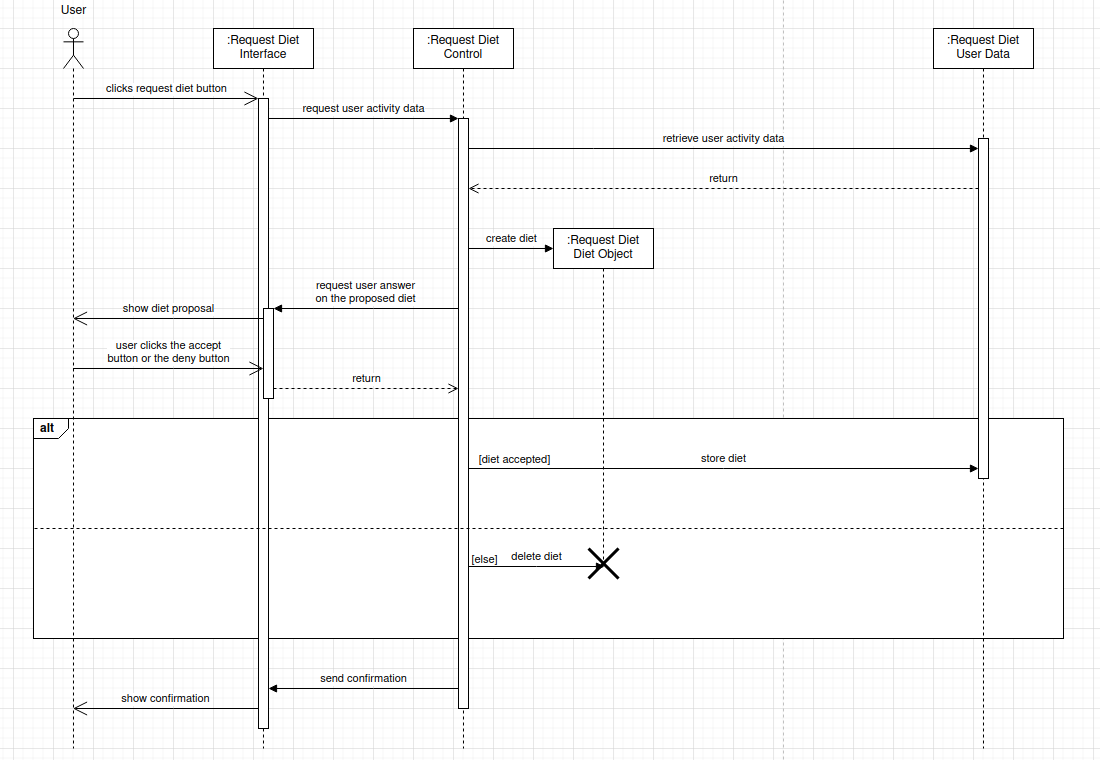 User
:Request Diet
Interface
:Request Diet
Control
:Request Diet
User Data
clicks request diet button
request user activity data
retrieve user activity data
return
create diet
:Request Diet
Diet Object
request user answer
on the proposed diet
show diet proposal
user clicks the accept
button or the deny button
return
alt
[diet accepted]
store diet
[else]
delete diet
send confirmation
show confirmation